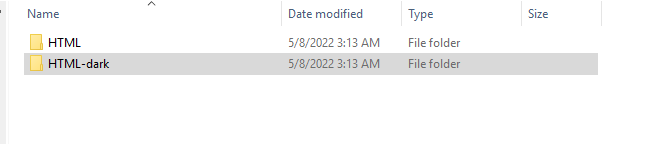 Name Date modified Type Size
HTML 5/8/2022 3:13 AM File folder
HTML-dark 5/8/2022 3:13 AM File folder